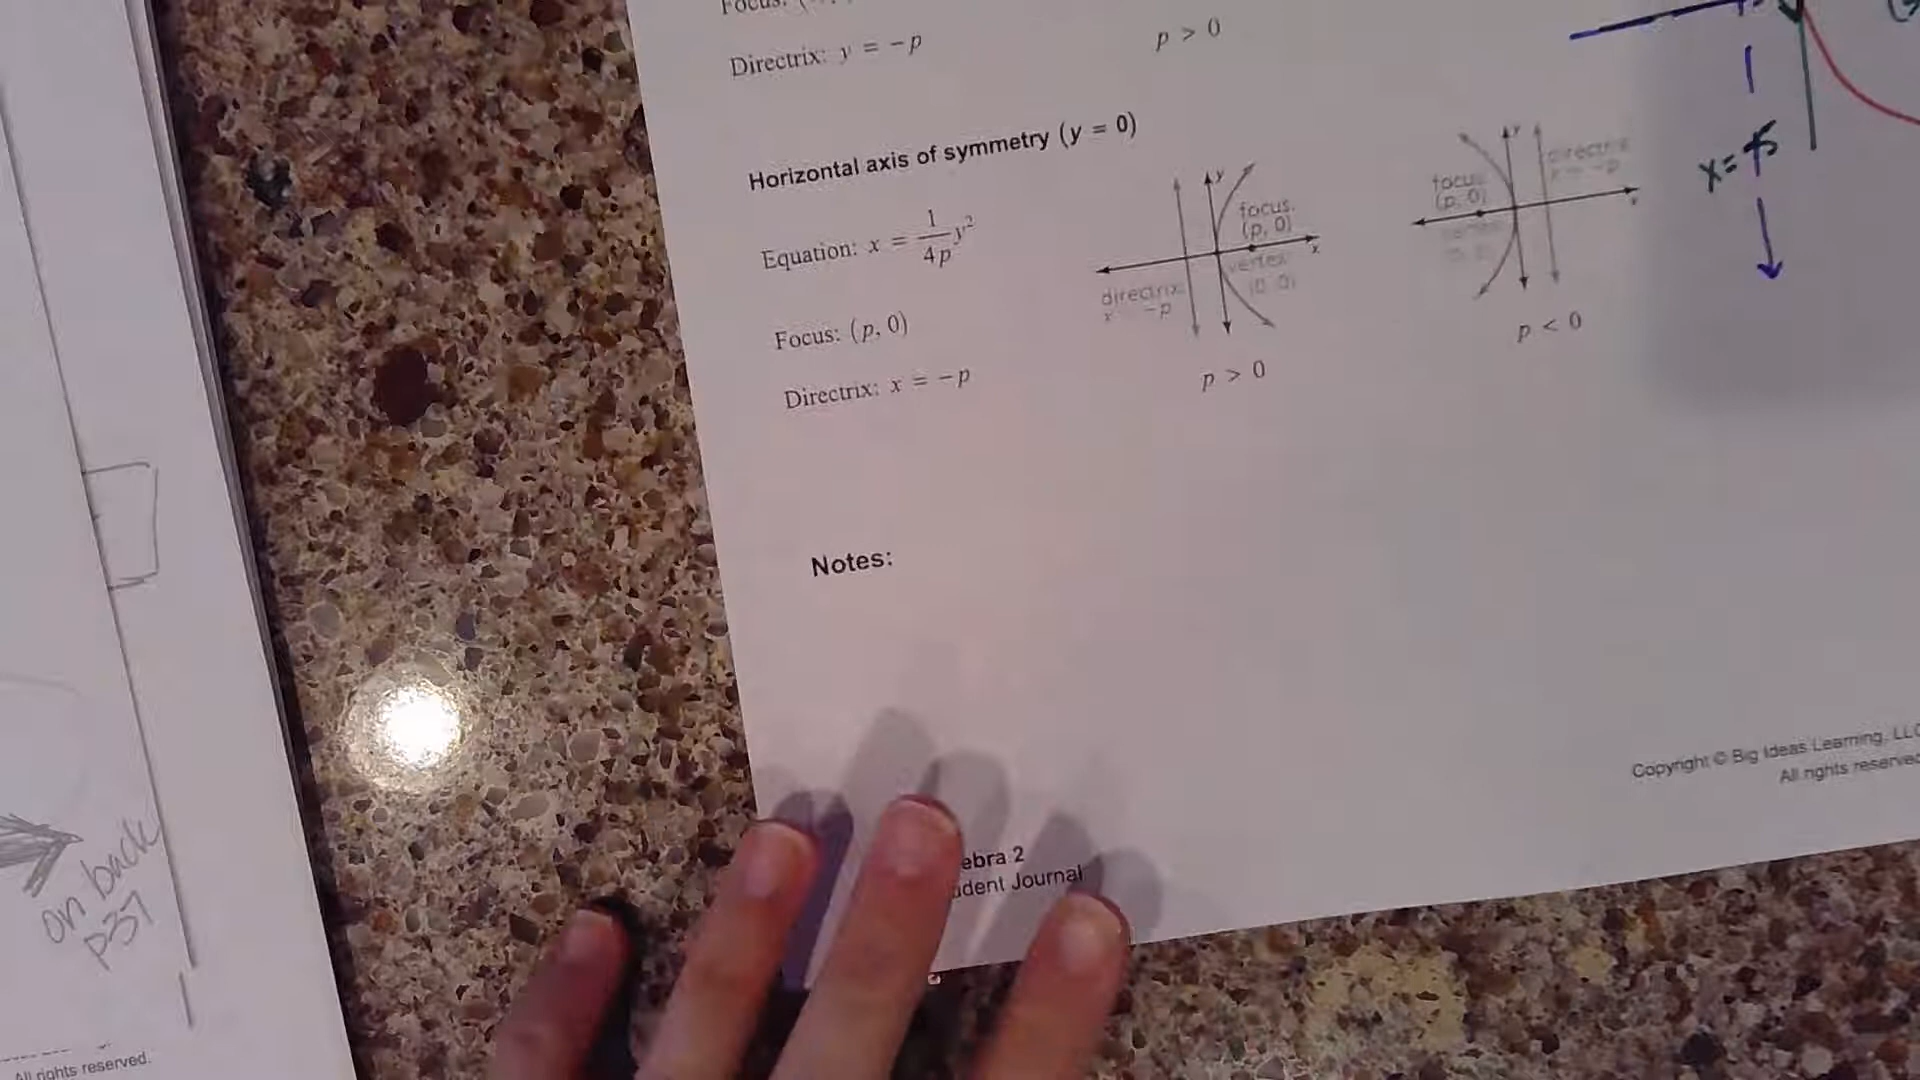 Focus: (
Directrix: y = −p
p > 0
Horizontal axis of symmetry (y = 0)
Equation: x = 1/4p y²
Focus: (p, 0)
Directrix: x = −p
y
focus:
(p, 0)
x
vertex:
(0, 0)
directrix:
x = −p
p > 0
y
directrix:
x = −p
focus:
(p, 0)
x
p < 0
x =
Notes:
Copyright © Big Ideas Learning, LLC
All rights reserved
ebra 2
udent Journal
on back
p37
All rights reserved.